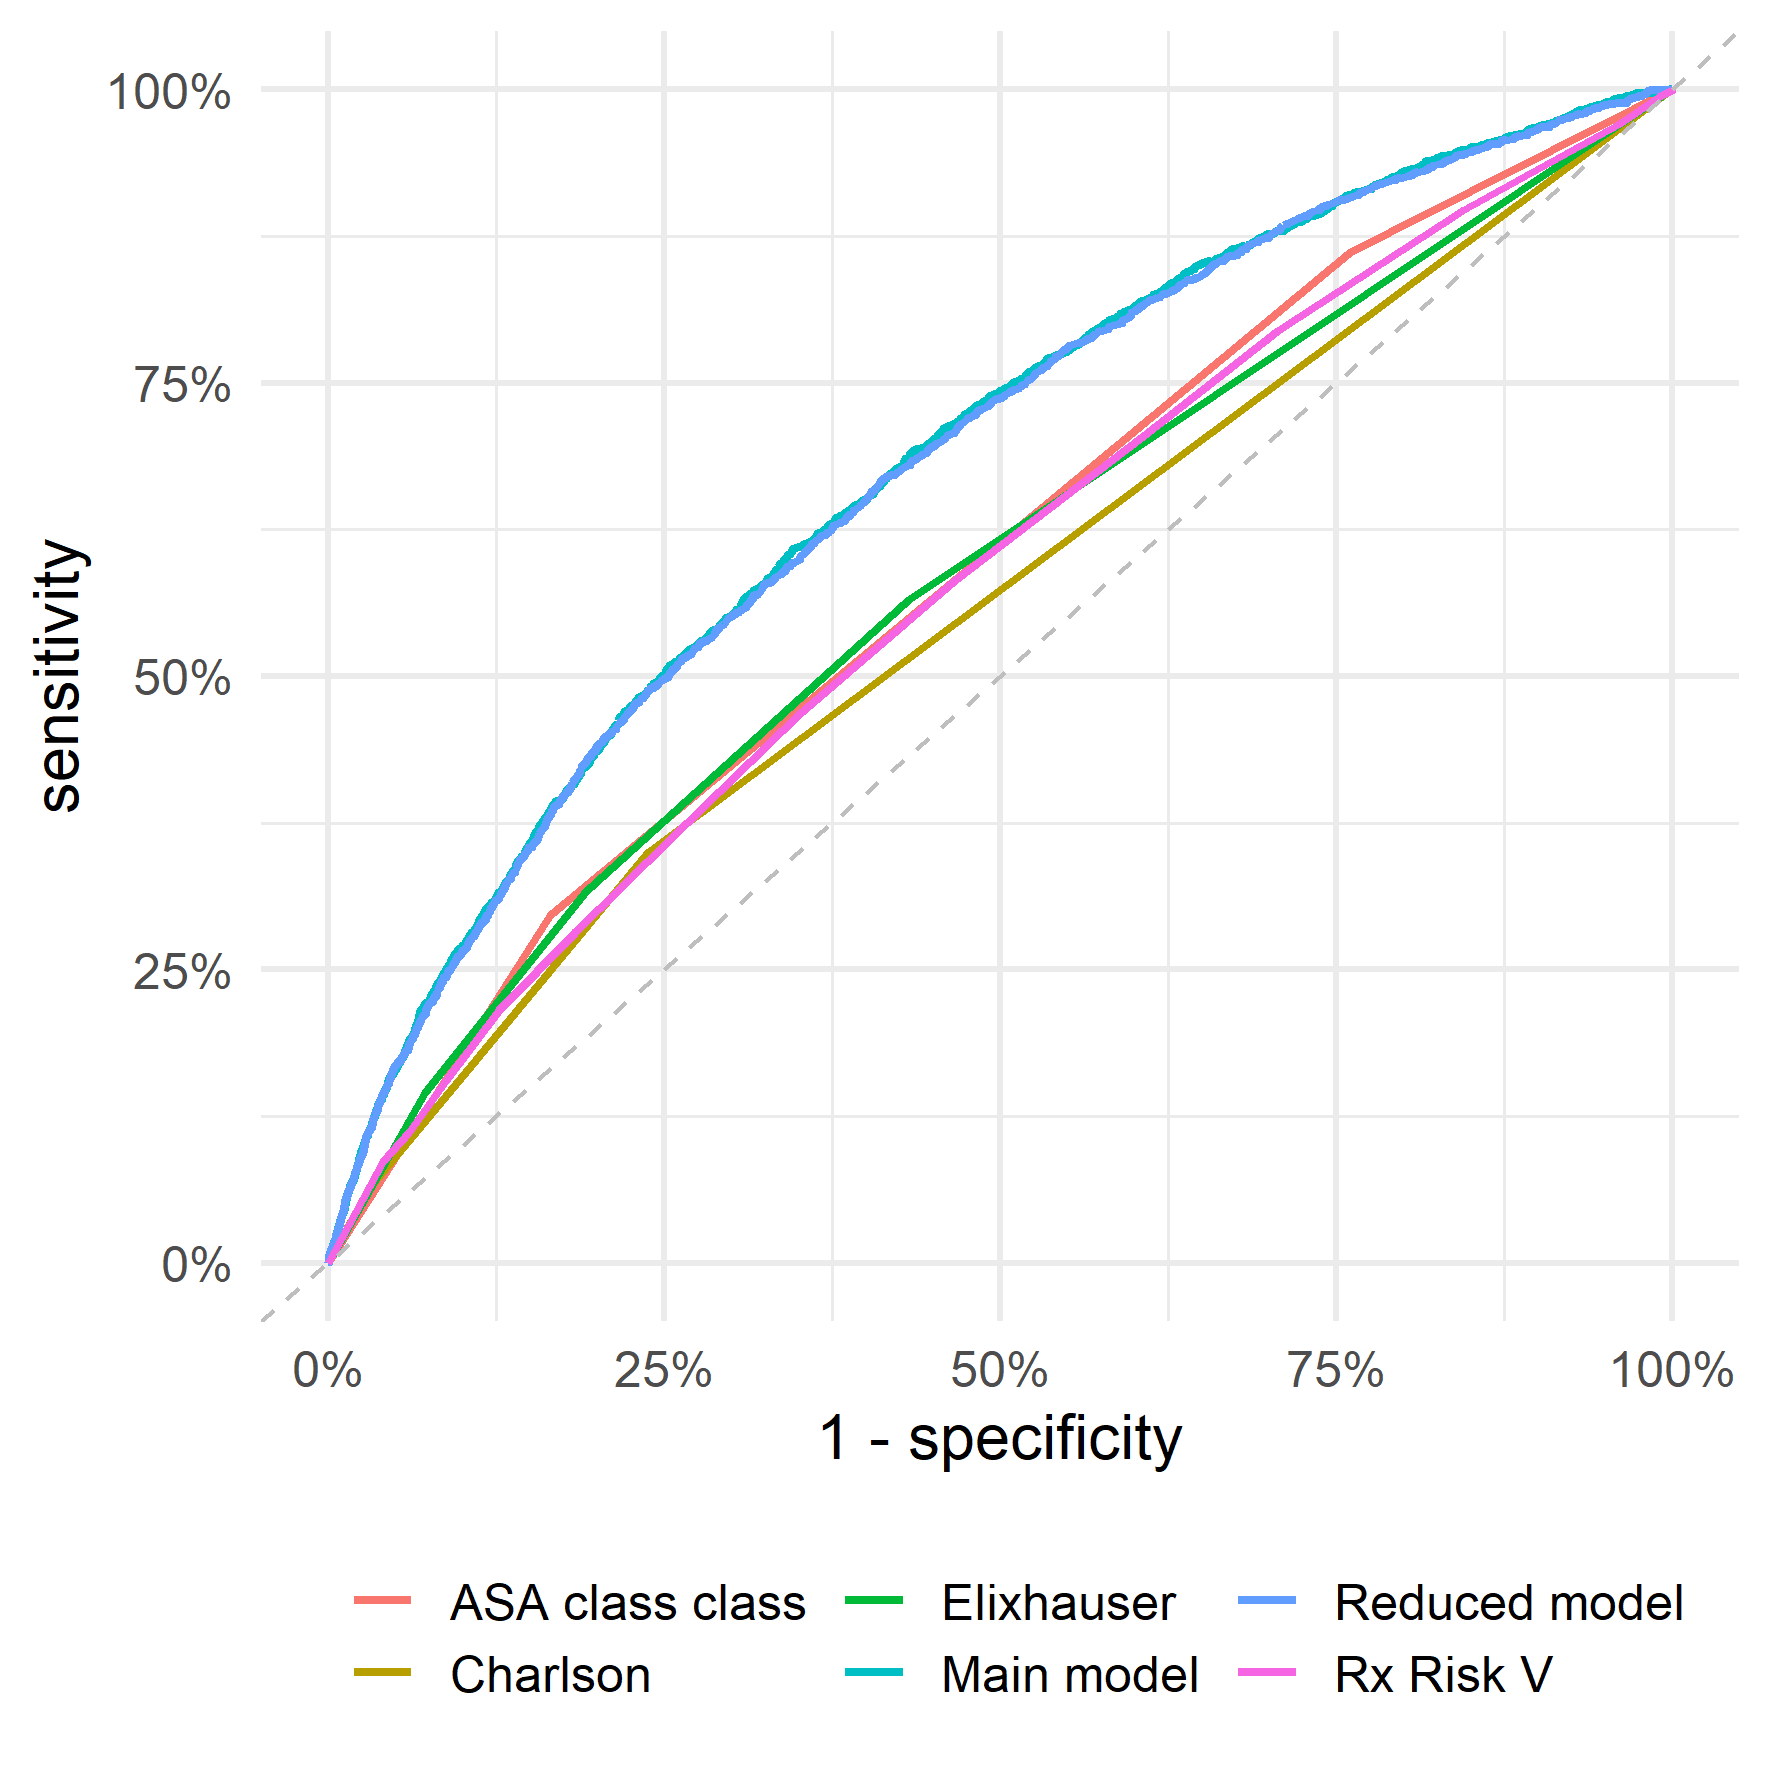 100%
75%
50%
25%
0%
sensitivity
0% 25% 50% 75% 100%
1 - specificity
ASA class class Elixhauser Reduced model
Charlson Main model Rx Risk V